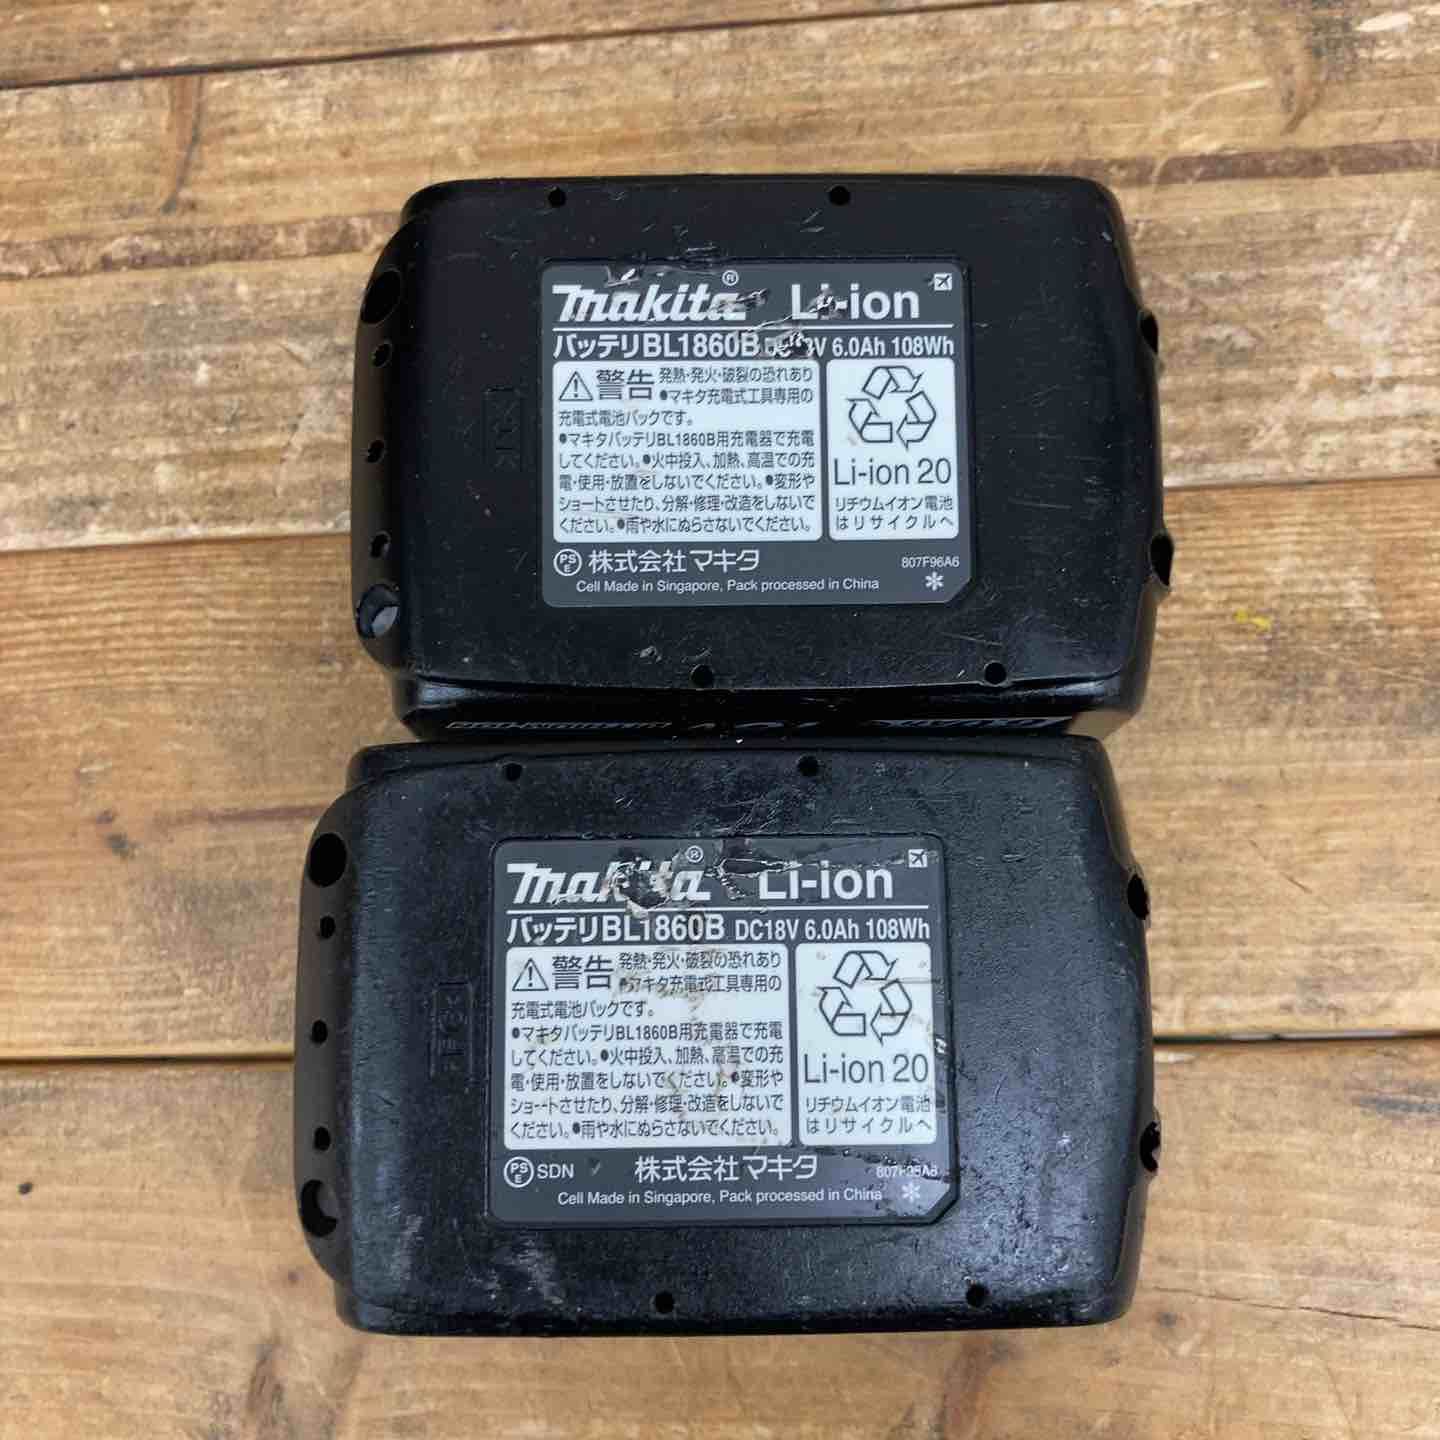 makita® Li-ion
バッテリBL1860B DC18V 6.0Ah 108Wh
警告 発熱・発火・破裂の恐れあり
●マキタ充電式工具専用の
充電式電池パックです。
●マキタバッテリBL1860B用充電器で充電
してください。●火中投入、加熱、高温での充
電・使用・放置をしないでください。●変形や
ショートさせたり、分解・修理・改造をしないで
ください。●雨や水にぬらさないでください。
Li-ion 20
リチウムイオン電池
はリサイクルへ
PS
E
株式会社マキタ
807F96A6
Cell Made in Singapore, Pack processed in China
makita® Li-ion
バッテリBL1860B DC18V 6.0Ah 108Wh
警告 発熱・発火・破裂の恐れあり
●マキタ充電式工具専用の
充電式電池パックです。
●マキタバッテリBL1860B用充電器で充電
してください。●火中投入、加熱、高温での充
電・使用・放置をしないでください。●変形や
ショートさせたり、分解・修理・改造をしないで
ください。●雨や水にぬらさないでください。
Li-ion 20
リチウムイオン電池
はリサイクルへ
PS
E
SDN 株式会社マキタ
Cell Made in Singapore, Pack processed in China